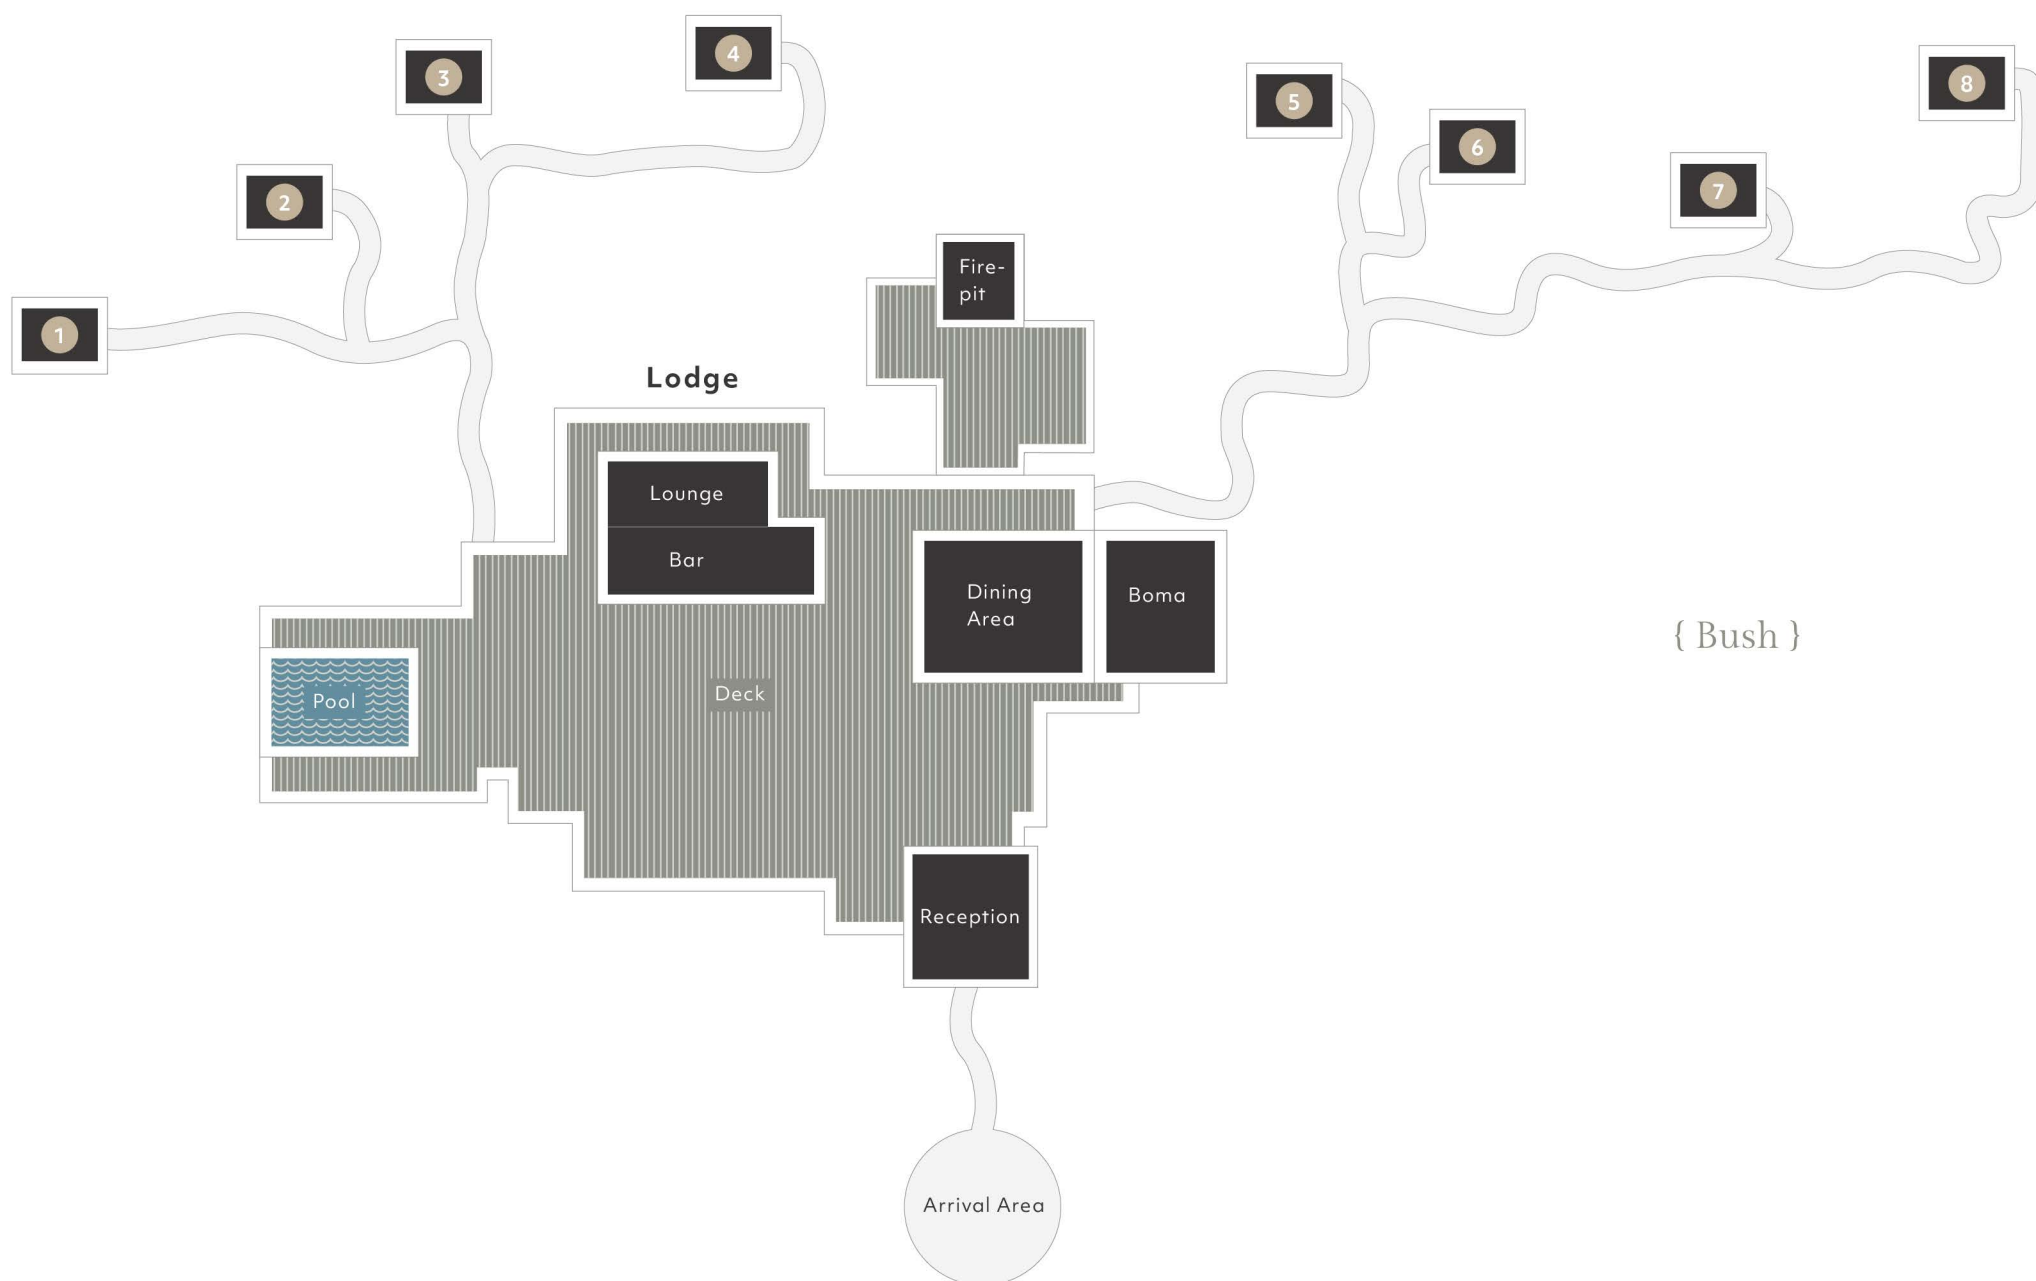 4
3
8
5
6
7
2
Fire-
pit
1
Lodge
Lounge
Bar
Dining
Area
Boma
{ Bush }
Deck
Pool
Reception
Arrival Area